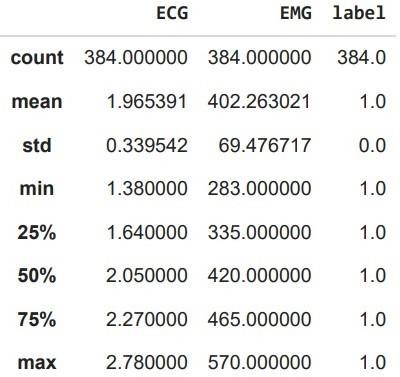 ECG EMG label
count 384.000000 384.000000 384.0
mean 1.965391 402.263021 1.0
std 0.339542 69.476717 0.0
min 1.380000 283.000000 1.0
25% 1.640000 335.000000 1.0
50% 2.050000 420.000000 1.0
75% 2.270000 465.000000 1.0
max 2.780000 570.000000 1.0